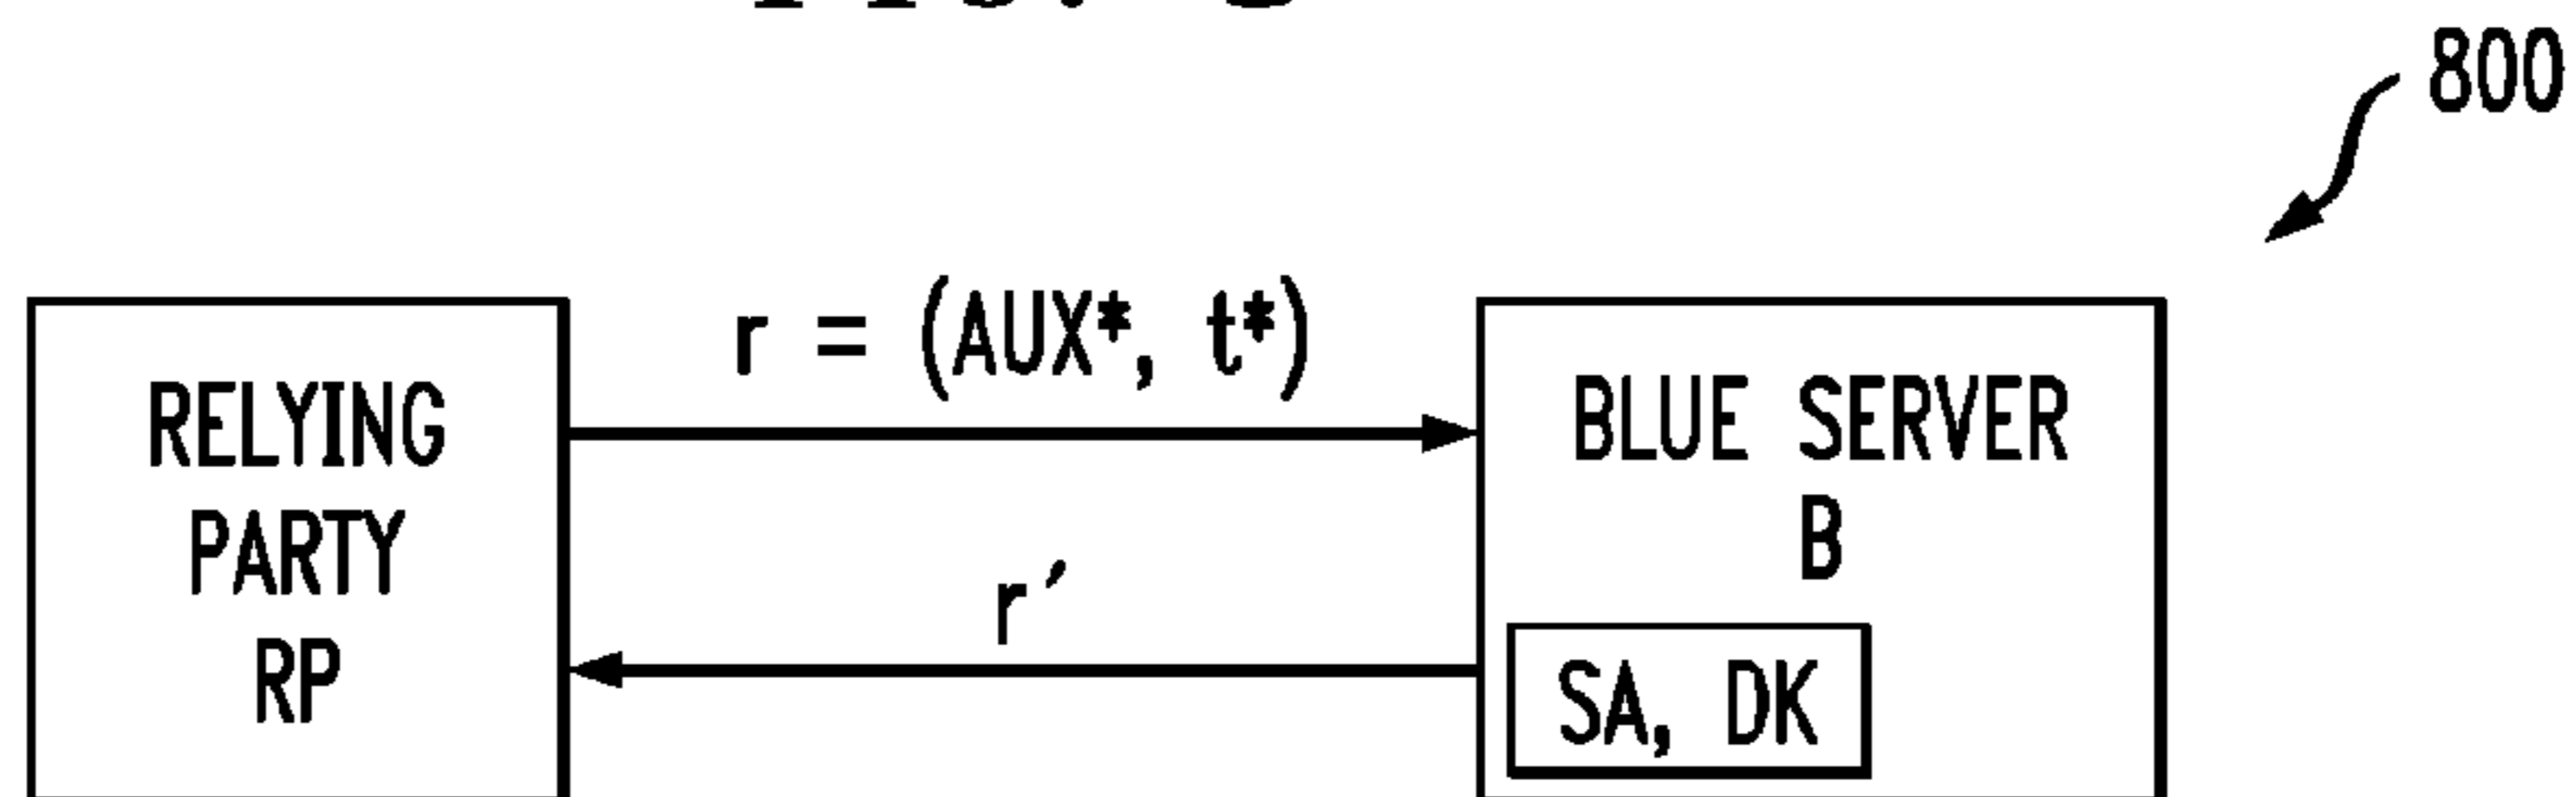 800
r = (AUX*, t*)
RELYING
PARTY
RP
BLUE SERVER
B
r′
SA, DK